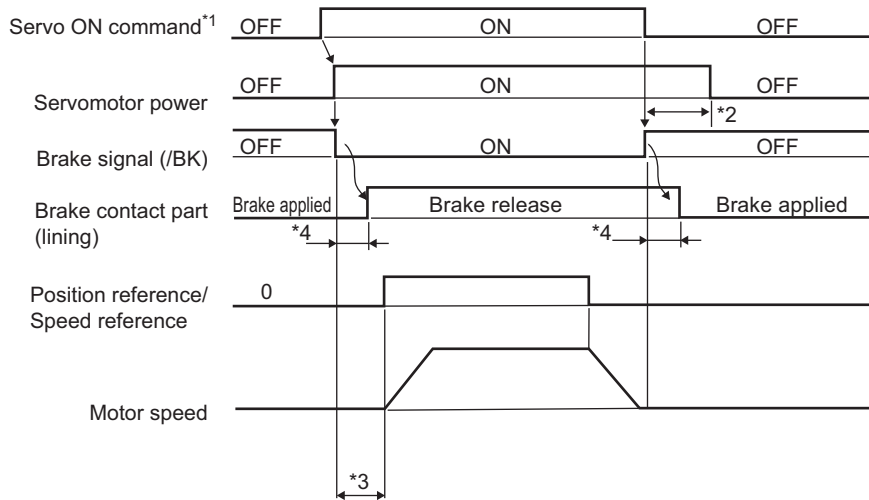 Servo ON command*1 OFF ON OFF
Servomotor power OFF ON OFF
*2
Brake signal (/BK) OFF ON OFF
Brake contact part
(lining)
Brake applied Brake release Brake applied
*4 *4
Position reference/
Speed reference
0
Motor speed
*3